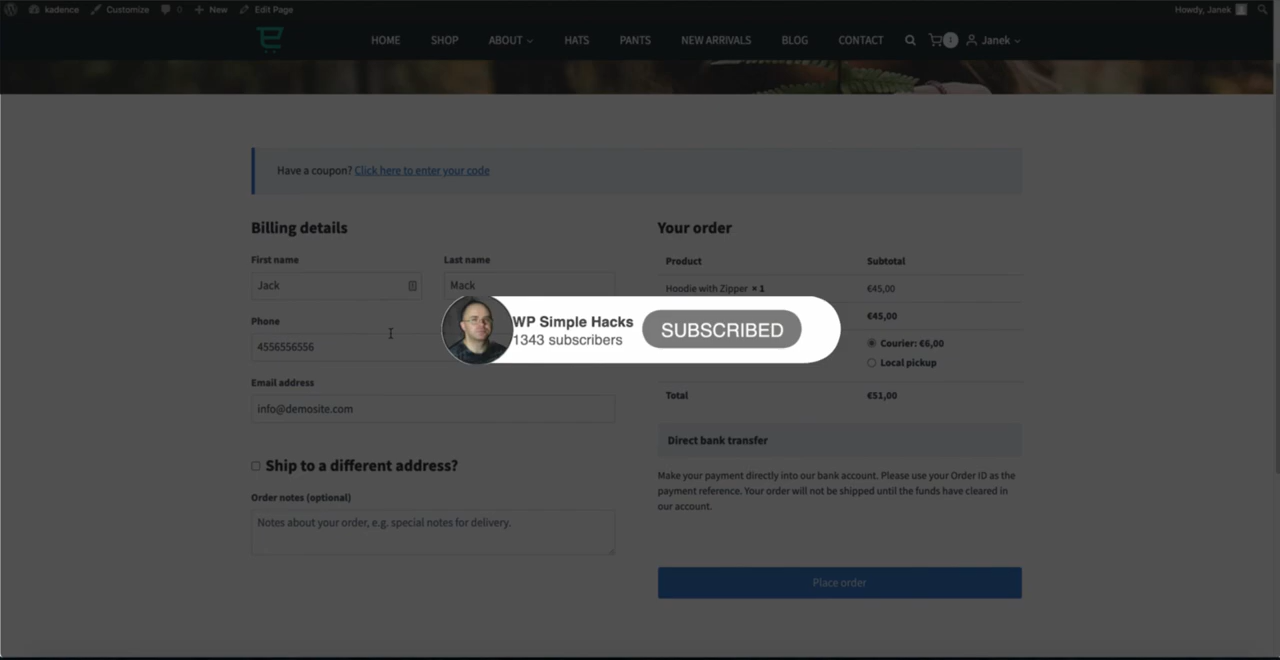 kadence Customize 0 New Edit Page Howdy, Janek
HOME SHOP ABOUT HATS PANTS NEW ARRIVALS BLOG CONTACT Janek
Have a coupon? Click here to enter your code
Billing details
Your order
First name
Last name
Product
Subtotal
Jack
Mack
Hoodie with Zipper × 1
€45,00
WP Simple Hacks
1343 subscribers
SUBSCRIBED
€45,00
Phone
4556556556
Courier: €6,00
Local pickup
Email address
info@demosite.com
Total
€51,00
Direct bank transfer
Make your payment directly into our bank account. Please use your Order ID as the
payment reference. Your order will not be shipped until the funds have cleared in
our account.
Ship to a different address?
Order notes (optional)
Notes about your order, e.g. special notes for delivery.
Place order